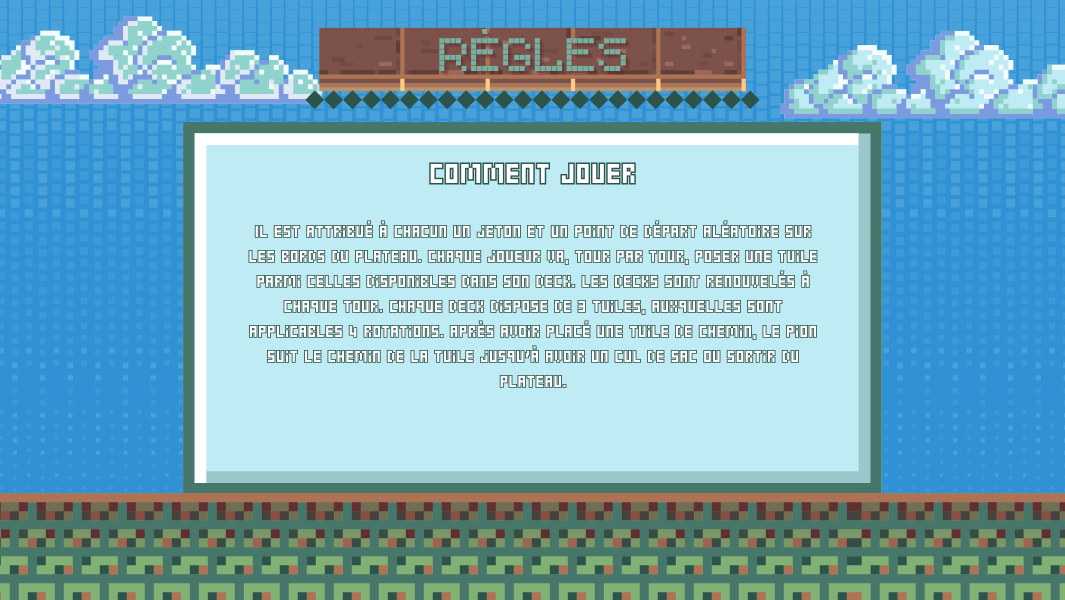 RÈGLES
COMMENT JOUER
IL EST ATTRIBUÉ À CHACUN UN JETON ET UN POINT DE DÉPART ALÉATOIRE SUR
LES BORDS DU PLATEAU. CHAQUE JOUEUR VA, TOUR PAR TOUR, POSER UNE TUILE
PARMI CELLES DISPONIBLES DANS SON DECK. LES DECKS SONT RENOUVELÉS À
CHAQUE TOUR. CHAQUE DECK DISPOSE DE 3 TUILES, AUXQUELLES SONT
APPLICABLES 4 ROTATIONS. APRÈS AVOIR PLACÉ UNE TUILE DE CHEMIN, LE PION
SUIT LE CHEMIN DE LA TUILE JUSQU'À AVOIR UN CUL DE SAC OU SORTIR DU
PLATEAU.